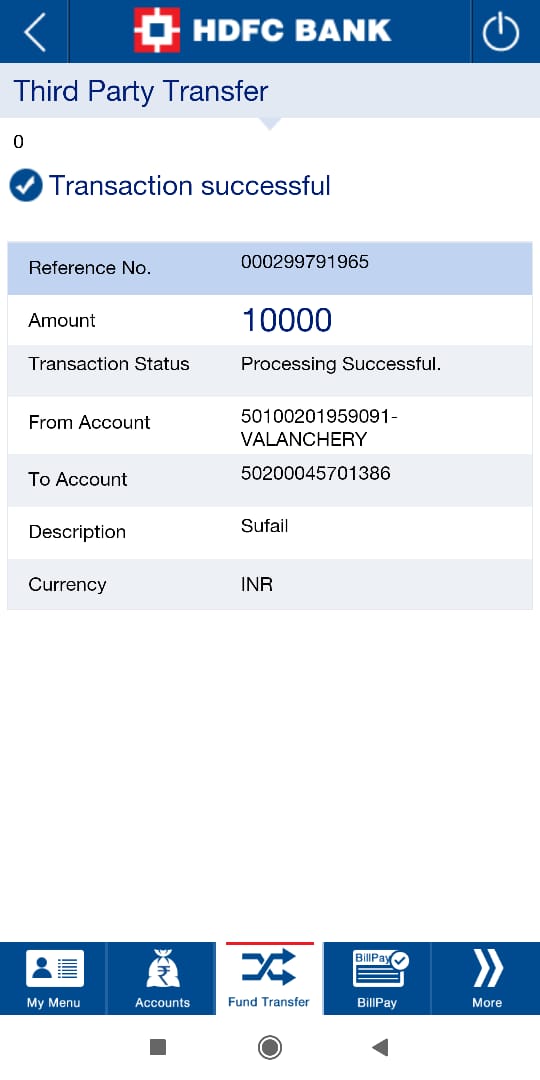 HDFC BANK
Third Party Transfer
0
Transaction successful
Reference No. 000299791965
Amount 10000
Transaction Status Processing Successful.
From Account 50100201959091-
VALANCHERY
To Account 50200045701386
Description Sufail
Currency INR
BillPay
My Menu Accounts Fund Transfer BillPay More